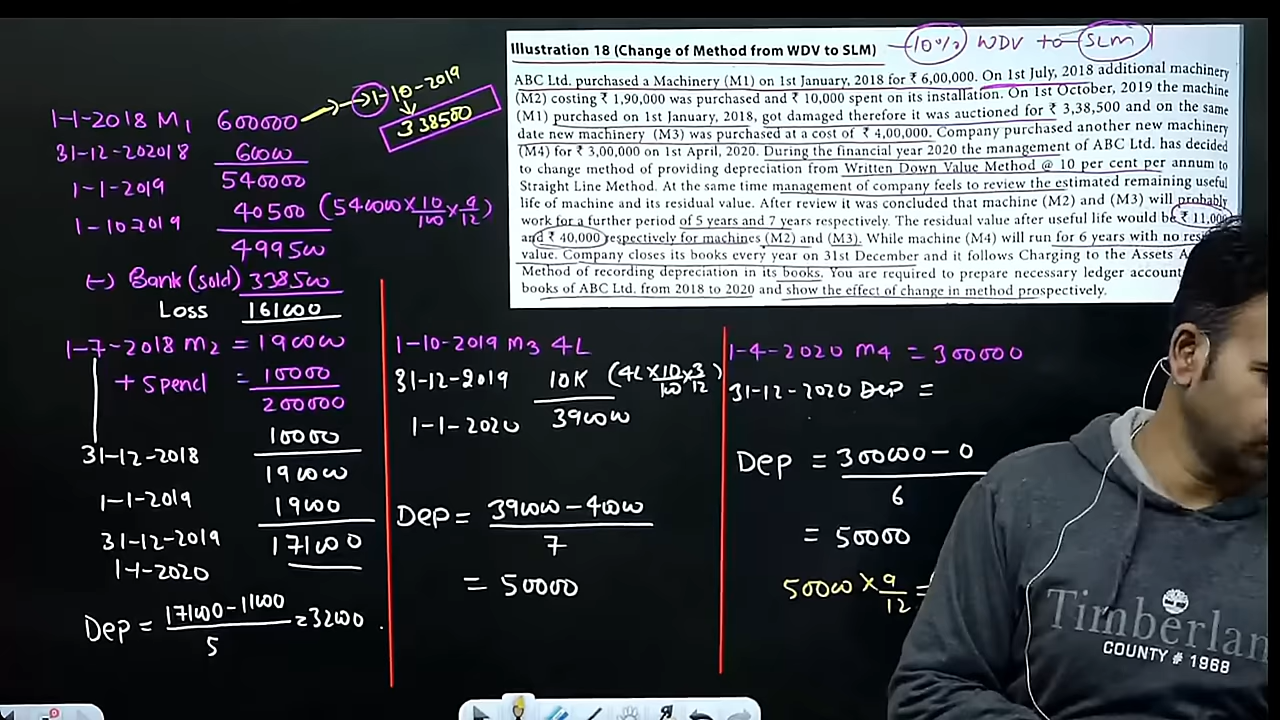 Illustration 18 (Change of Method from WDV to SLM) 10% WDV to SLM
ABC Ltd. purchased a Machinery (M1) on 1st January, 2018 for ₹ 6,00,000. On 1st July, 2018 additional machinery
(M2) costing ₹ 1,90,000 was purchased and ₹ 10,000 spent on its installation. On 1st October, 2019 the machine
(M1) purchased on 1st January, 2018, got damaged therefore it was auctioned for ₹ 3,38,500 and on the same
date new machinery (M3) was purchased at a cost of ₹ 4,00,000. Company purchased another new machinery
(M4) for ₹ 3,00,000 on 1st April, 2020. During the financial year 2020 the management of ABC Ltd. has decided
to change method of providing depreciation from Written Down Value Method @ 10 per cent per annum to
Straight Line Method. At the same time management of company feels to review the estimated remaining useful
life of machine and its residual value. After review it was concluded that machine (M2) and (M3) will probably
work for a further period of 5 years and 7 years respectively. The residual value after useful life would be ₹ 11,000
and ₹ 40,000 respectively for machines (M2) and (M3). While machine (M4) will run for 6 years with no
value. Company closes its books every year on 31st December and it follows Charging to the Assets
Method of recording depreciation in its books. You are required to prepare necessary ledger
books of ABC Ltd. from 2018 to 2020 and show the effect of change in method prospectively.
1-1-2018 M1 600000 → 1-10-2019
338500
31-12-202018 60000
1-1-2019 540000
1-10-2019 40500 (540000 × 10/100 × 9/12)
499500
(-) Bank (sold) 338500
Loss 161000
1-7-2018 M2 = 190000
+ Spend = 10000
200000
10000
31-12-2018
190000
1-1-2019 19000
31-12-2019 171000
1-1-2020
Dep = 171000 - 11000 / 5 = 32000
1-10-2019 M3 4L
31-12-2019 10K (4L × 10/100 × 3/12)
1-1-2020 390000
Dep = 390000 - 40000 / 7
= 50000
1-4-2020 M4 = 300000
31-12-2020 Dep =
Dep = 300000 - 0 / 6
= 50000
50000 × 9/12 =
Timberlan
COUNTY # 1968